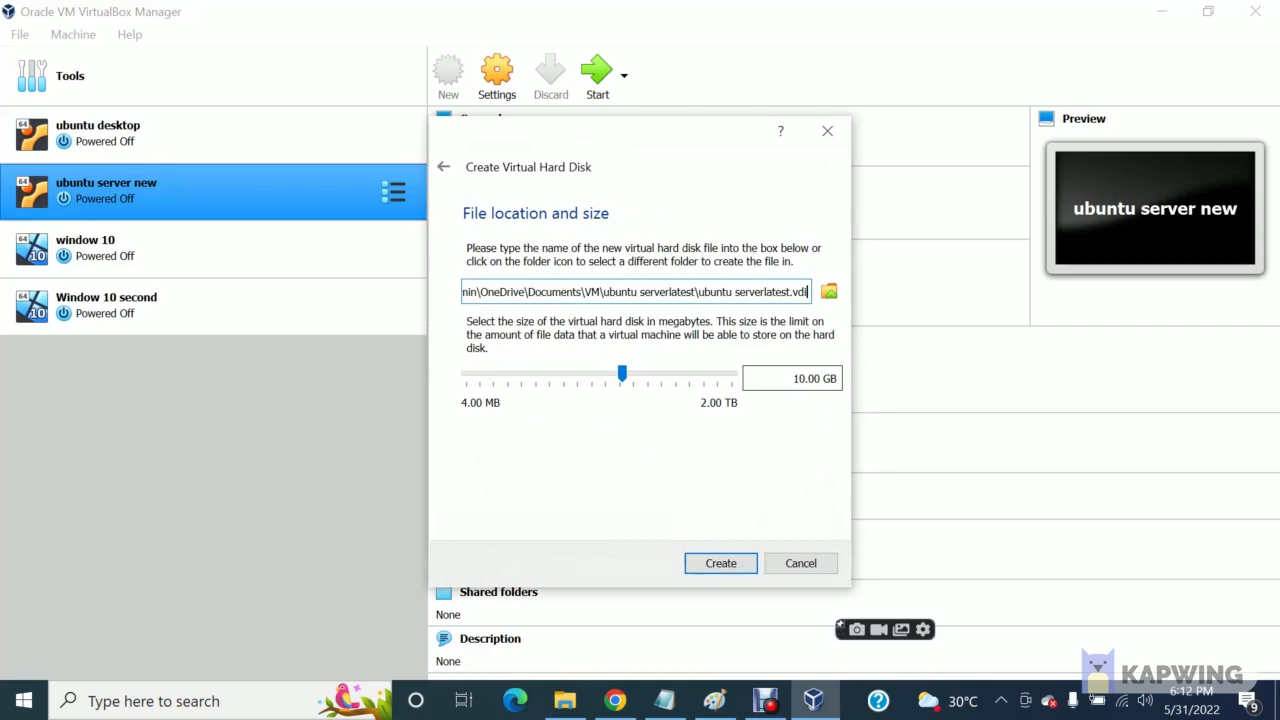 Oracle VM VirtualBox Manager
File Machine Help
Tools
New Settings Discard Start
64 ubuntu desktop
Powered Off
64 ubuntu server new
Powered Off
64 10 window 10
Powered Off
64 10 Window 10 second
Powered Off
Preview
ubuntu server new
?
Create Virtual Hard Disk
File location and size
Please type the name of the new virtual hard disk file into the box below or
click on the folder icon to select a different folder to create the file in.
nin\OneDrive\Documents\VM\ubuntu serverlatest\ubuntu serverlatest.vdi
Select the size of the virtual hard disk in megabytes. This size is the limit on
the amount of file data that a virtual machine will be able to store on the hard
disk.
10.00 GB
4.00 MB 2.00 TB
Create Cancel
Shared folders
None
Description
None
KAPWING
Type here to search
30°C
6:12 PM
5/31/2022
9